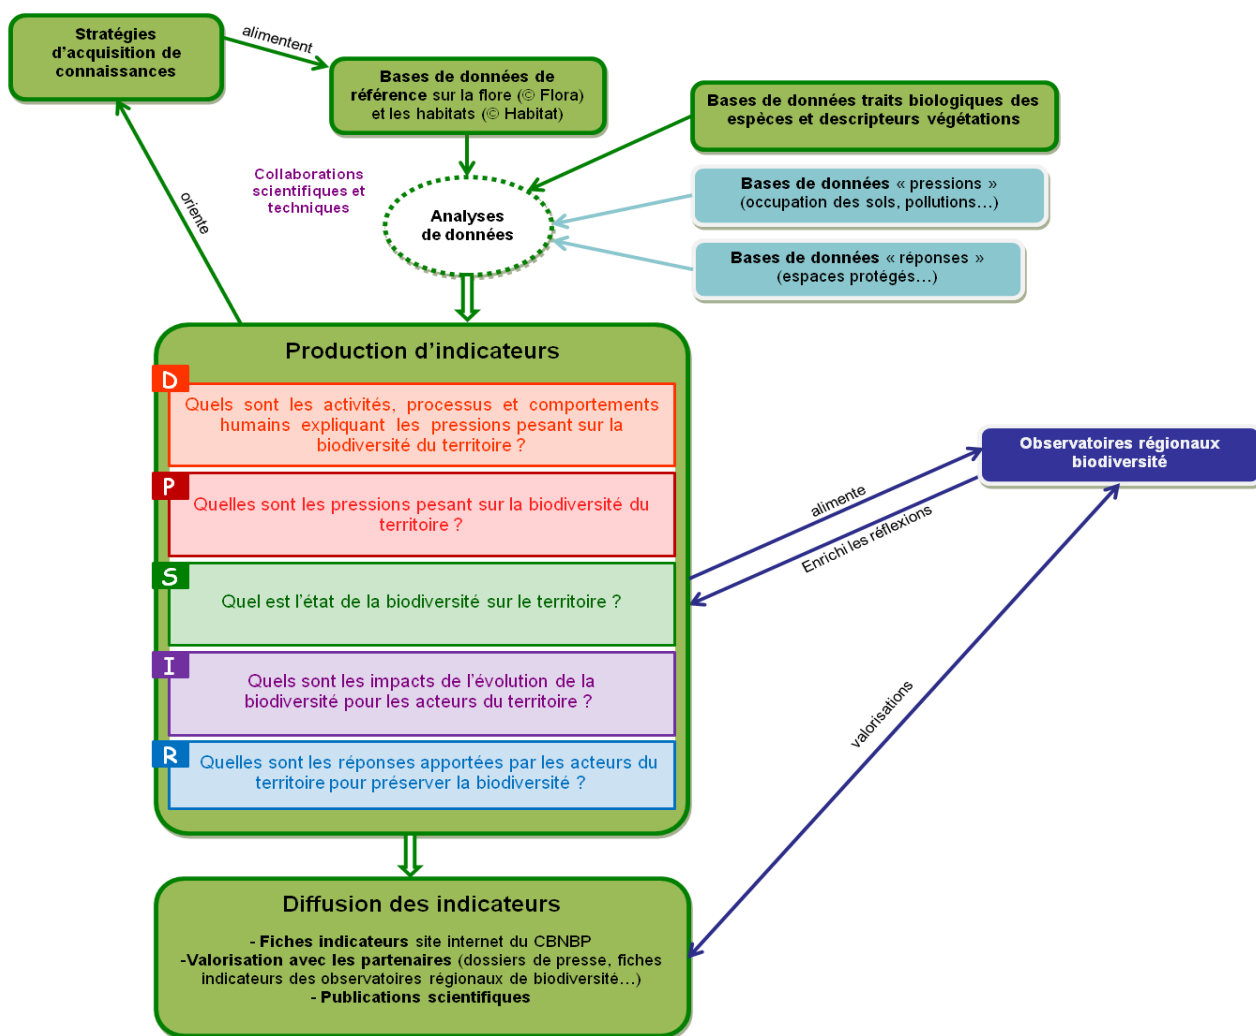 Stratégies
d'acquisition de
connaissances
alimentent
Bases de données de
référence sur la flore (© Flora)
et les habitats (© Habitat)
Bases de données traits biologiques des
espèces et descripteurs végétations
Collaborations
scientifiques et
techniques
Analyses
de données
Bases de données « pressions »
(occupation des sols, pollutions…)
Bases de données « réponses »
(espaces protégés…)
oriente
Production d'indicateurs
D
Quels sont les activités, processus et comportements
humains expliquant les pressions pesant sur la
biodiversité du territoire ?
P
Quelles sont les pressions pesant sur la biodiversité du
territoire ?
S
Quel est l'état de la biodiversité sur le territoire ?
I
Quels sont les impacts de l'évolution de la
biodiversité pour les acteurs du territoire ?
R
Quelles sont les réponses apportées par les acteurs du
territoire pour préserver la biodiversité ?
Observatoires régionaux
biodiversité
alimente
Enrichi les réflexions
valorisations
Diffusion des indicateurs
- Fiches indicateurs site internet du CBNBP
-Valorisation avec les partenaires (dossiers de presse, fiches
indicateurs des observatoires régionaux de biodiversité…)
- Publications scientifiques